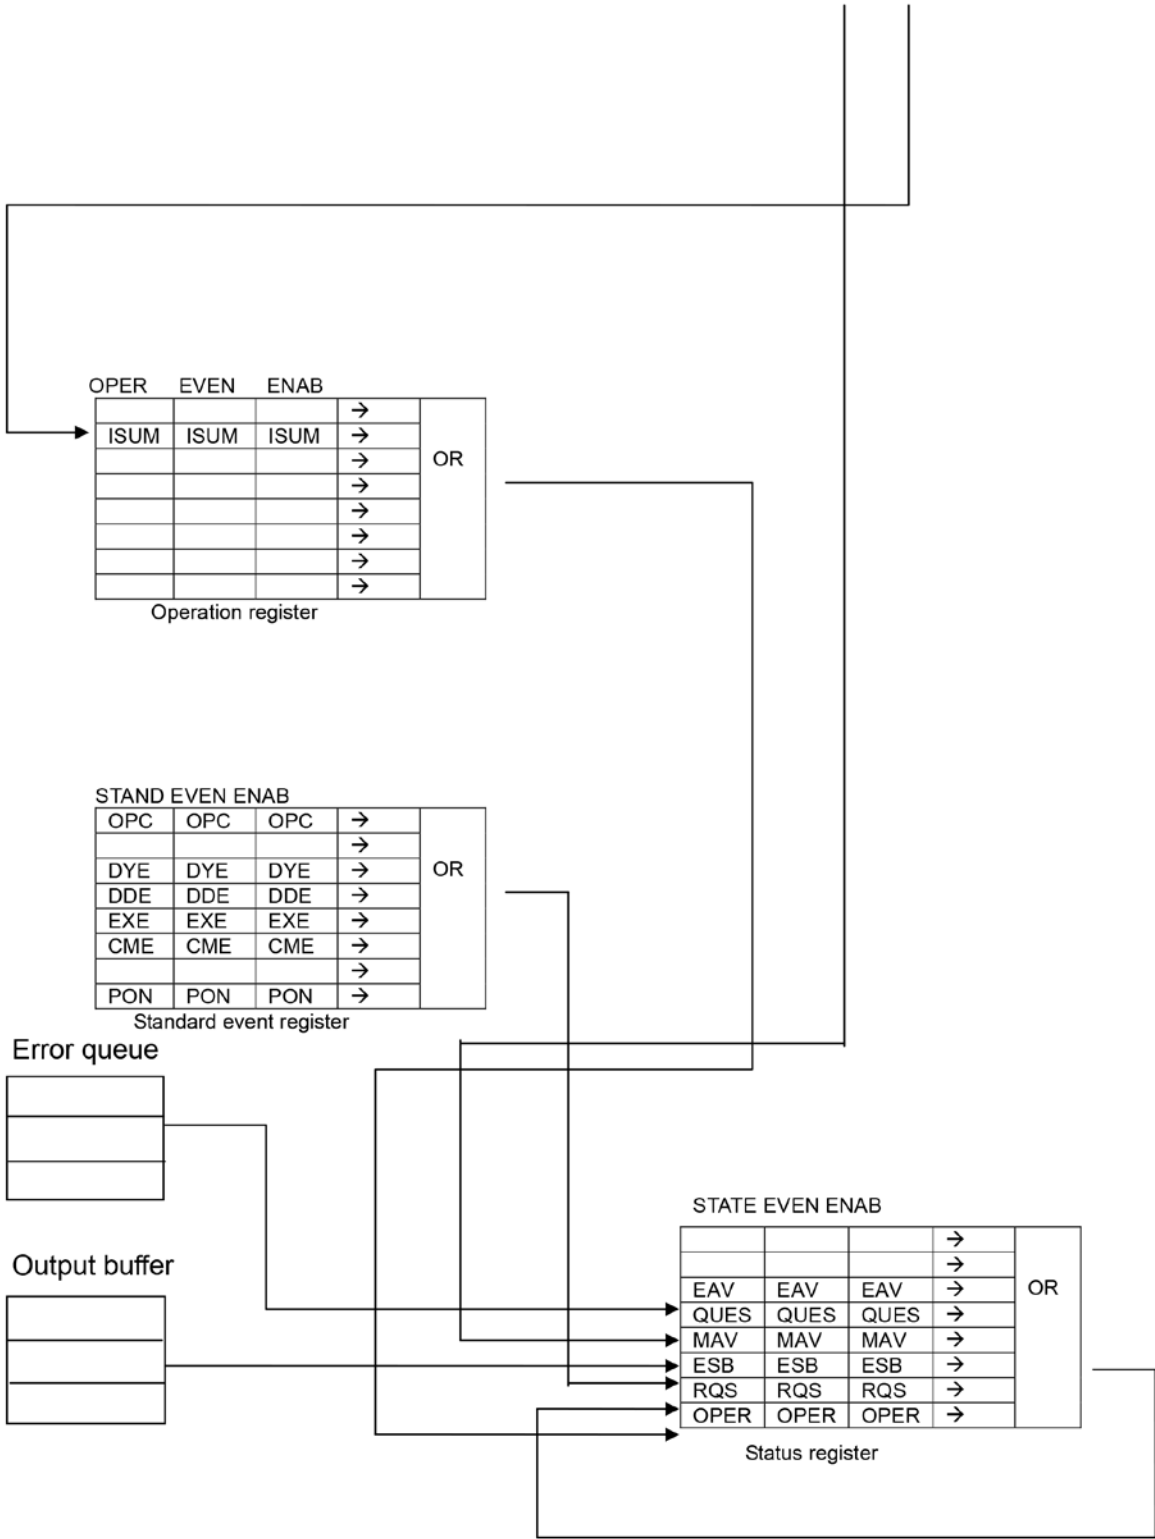 OPER EVEN ENAB
→
ISUM ISUM ISUM →
→
OR
→
→
→
→
→
Operation register
STAND EVEN ENAB
OPC OPC OPC →
→
DYE DYE DYE → OR
DDE DDE DDE →
EXE EXE EXE →
CME CME CME →
→
PON PON PON →
Standard event register
Error queue
Output buffer
STATE EVEN ENAB
→
→
EAV EAV EAV → OR
QUES QUES QUES →
MAV MAV MAV →
ESB ESB ESB →
RQS RQS RQS →
OPER OPER OPER →
Status register